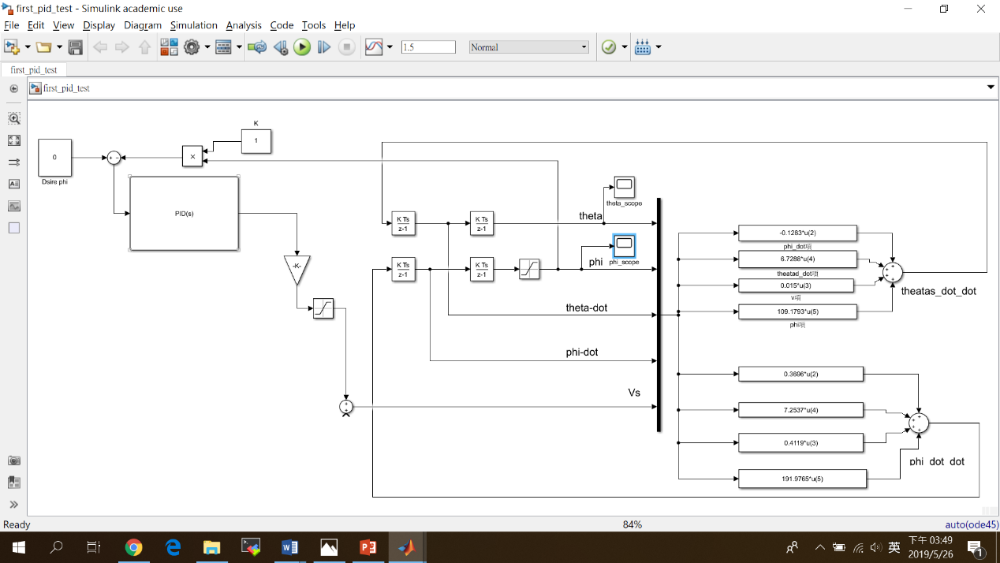 first_pid_test - Simulink academic use
File Edit View Display Diagram Simulation Analysis Code Tools Help
1.5
Normal
first_pid_test
first_pid_test
K
1
0
×
Dsire phi
PID(s)
-K-
K Ts
z-1
K Ts
z-1
K Ts
z-1
K Ts
z-1
theta_scope
theta
phi
phi_scope
theta-dot
phi-dot
Vs
-0.1283*u(2)
phi_dot項
6.7288*u(4)
theatad_dot項
0.015*u(3)
v項
109.1793*u(5)
phi項
theatas_dot_dot
0.3696*u(2)
7.2537*u(4)
0.4119*u(3)
191.9765*u(5)
phi_dot_dot
Ready
84%
auto(ode45)
英
下午 03:49
2019/5/26
1